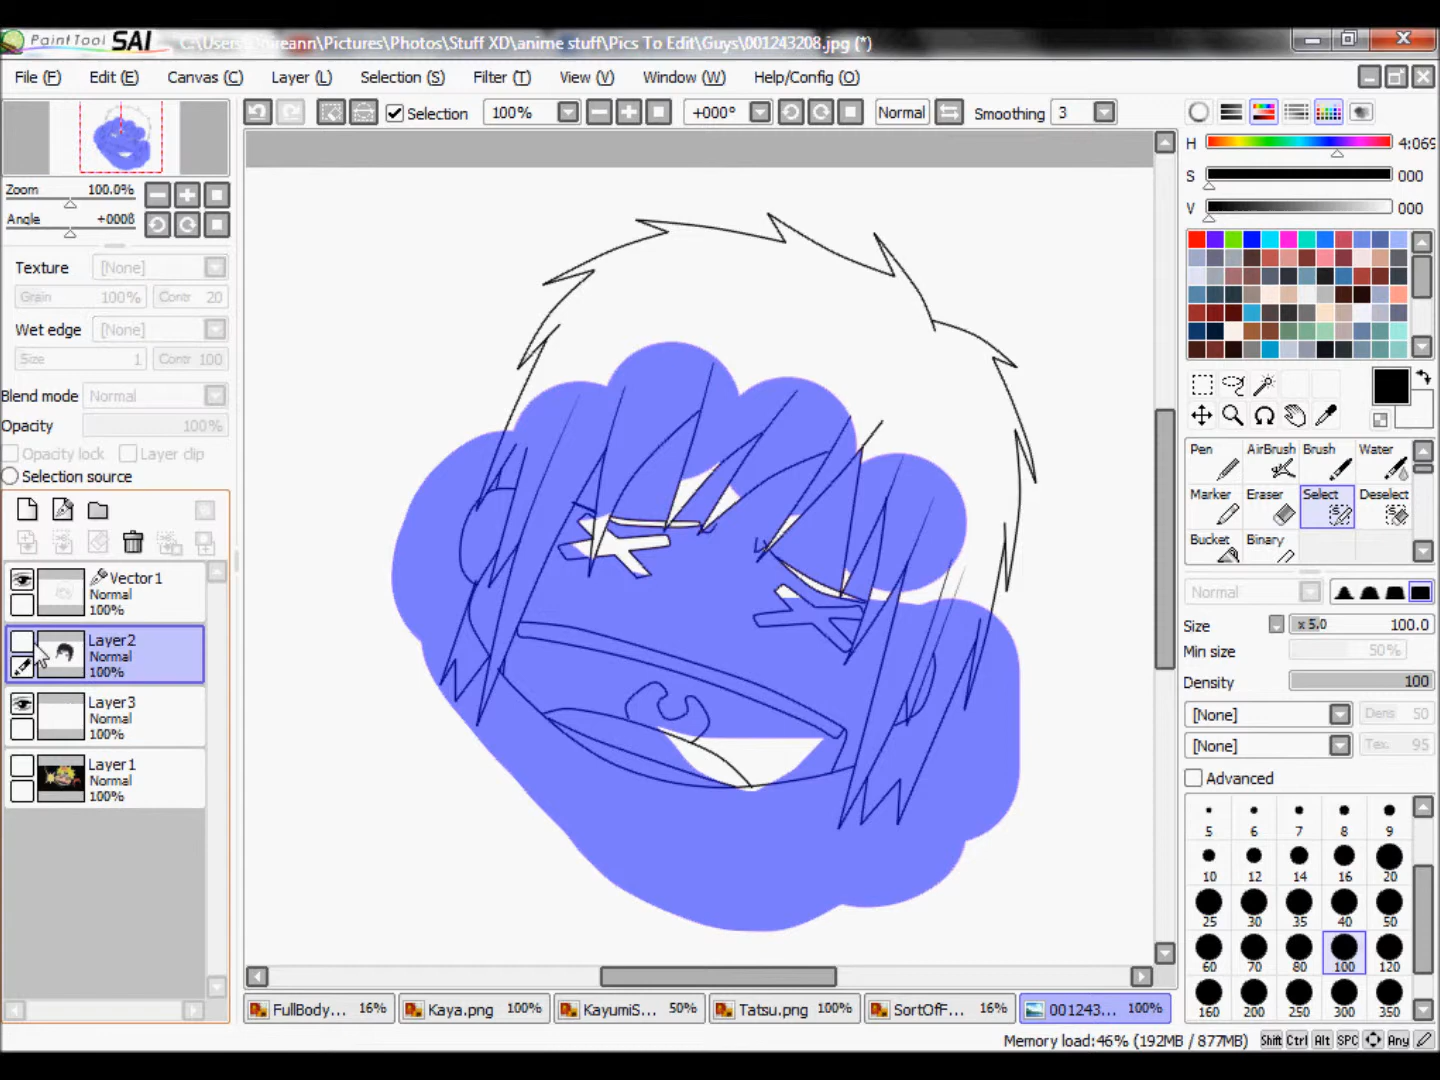 PaintTool SAI
\Pictures\Photos\Stuff XD\anime stuff\Pics To Edit\Guys\001243208.jpg (*)
File (F) Edit (E) Canvas (C) Layer (L) Selection (S) Filter (T) View (V) Window (W) Help/Config (O)
Selection 100% +000° Normal Smoothing 3
H
S 000
V 000
Zoom 100.0%
Angle
Texture [None]
Grain 100% Contr 20
Wet edge [None]
Size 1 Contr 100
Blend mode Normal
Opacity 100%
Opacity lock Layer clip
Selection source
Vector1
Normal
100%
Layer2
Normal
100%
Layer3
Normal
100%
Layer1
Normal
100%
Pen AirBrush Brush Water
Marker Eraser Select Deselect
Bucket Binary
Normal
Size x 5.0 100.0
Min size 50%
Density 100
[None] Dens 50
[None] Tex. 95
Advanced
5 6 7 8 9
10 12 14 16 20
25 30 35 40 50
60 70 80 100 120
160 200 250 300 350
FullBody... 16% Kaya.png 100% KayumiS... 50% Tatsu.png 100% SortOfF... 16% 001243... 100%
Memory load:46% (192MB / 877MB) Shift Ctrl Alt SPC Any